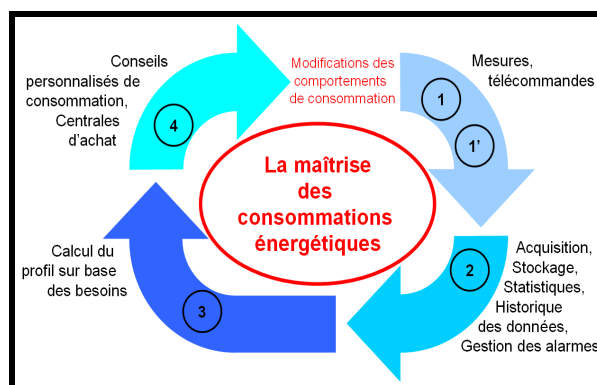 Modifications des
comportements
de consommation
Mesures,
télécommandes
1
1’
La maîtrise
des
consommations
énergétiques
Acquisition,
Stockage,
Statistiques,
Historique
des données,
Gestion des alarmes
2
Calcul du
profil sur base
des besoins
3
Conseils
personnalisés de
consommation,
Centrales
d’achat
4